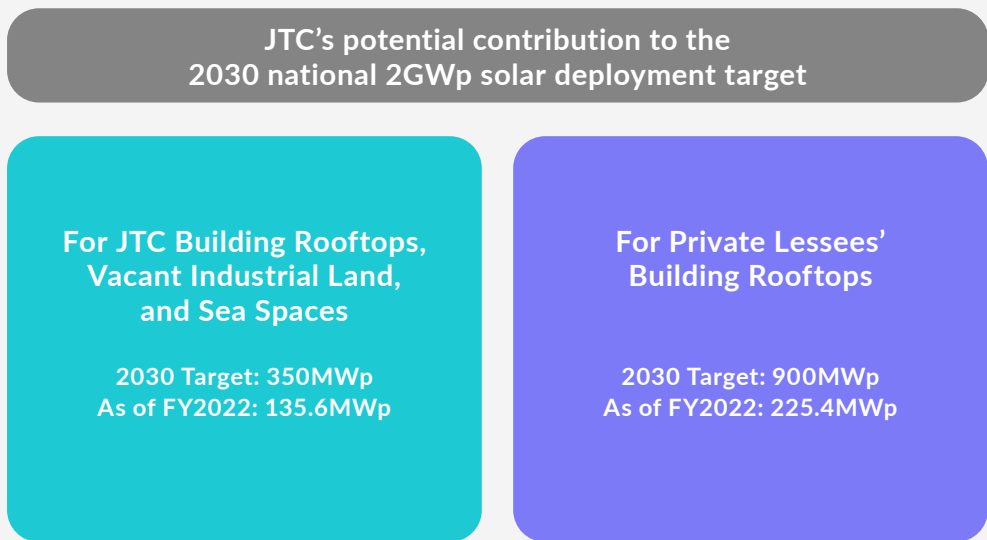 JTC’s potential contribution to the
2030 national 2GWp solar deployment target
For JTC Building Rooftops,
Vacant Industrial Land,
and Sea Spaces
2030 Target: 350MWp
As of FY2022: 135.6MWp
For Private Lessees’
Building Rooftops
2030 Target: 900MWp
As of FY2022: 225.4MWp